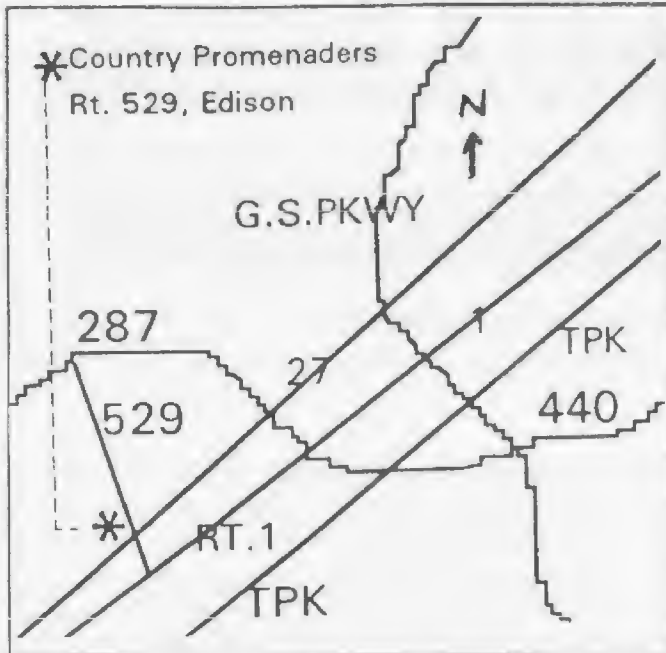 Country Promenaders
Rt. 529, Edison
N
G.S.PKWY
1
287
27
TPK
529
440
RT.1
TPK